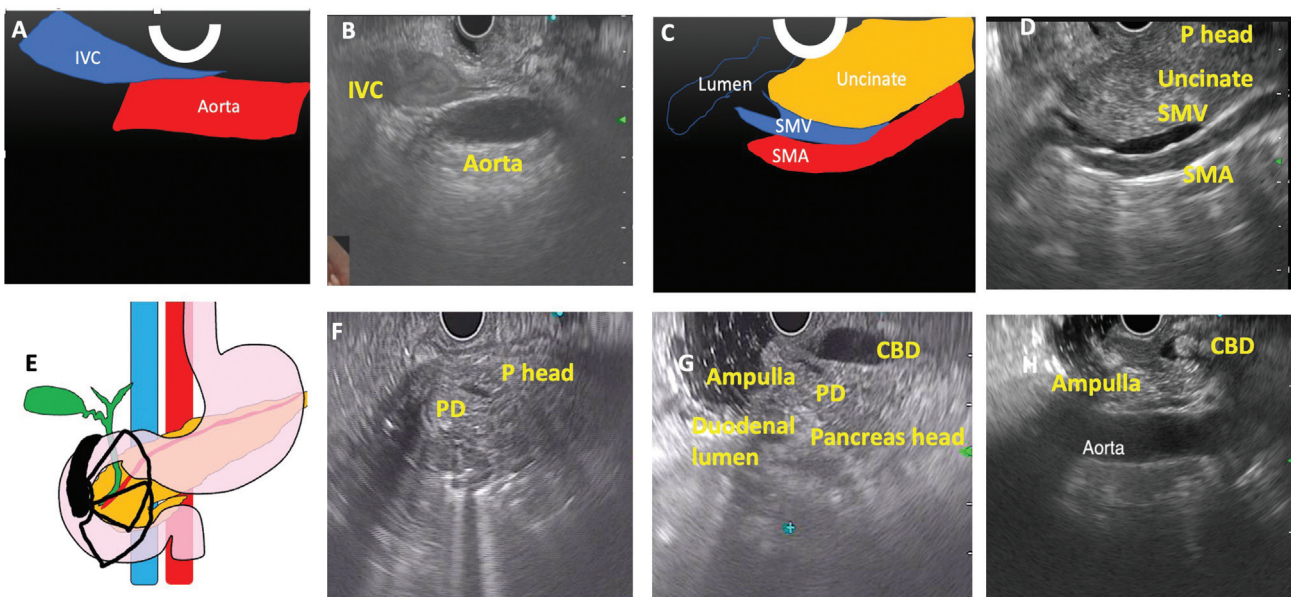 A
IVC
Aorta
B
IVC
Aorta
C
Lumen
Uncinate
SMV
SMA
D
P head
Uncinate
SMV
SMA
E
F
P head
PD
G
CBD
Ampulla
PD
Duodenal
lumen
Pancreas head
H
CBD
Ampulla
Aorta